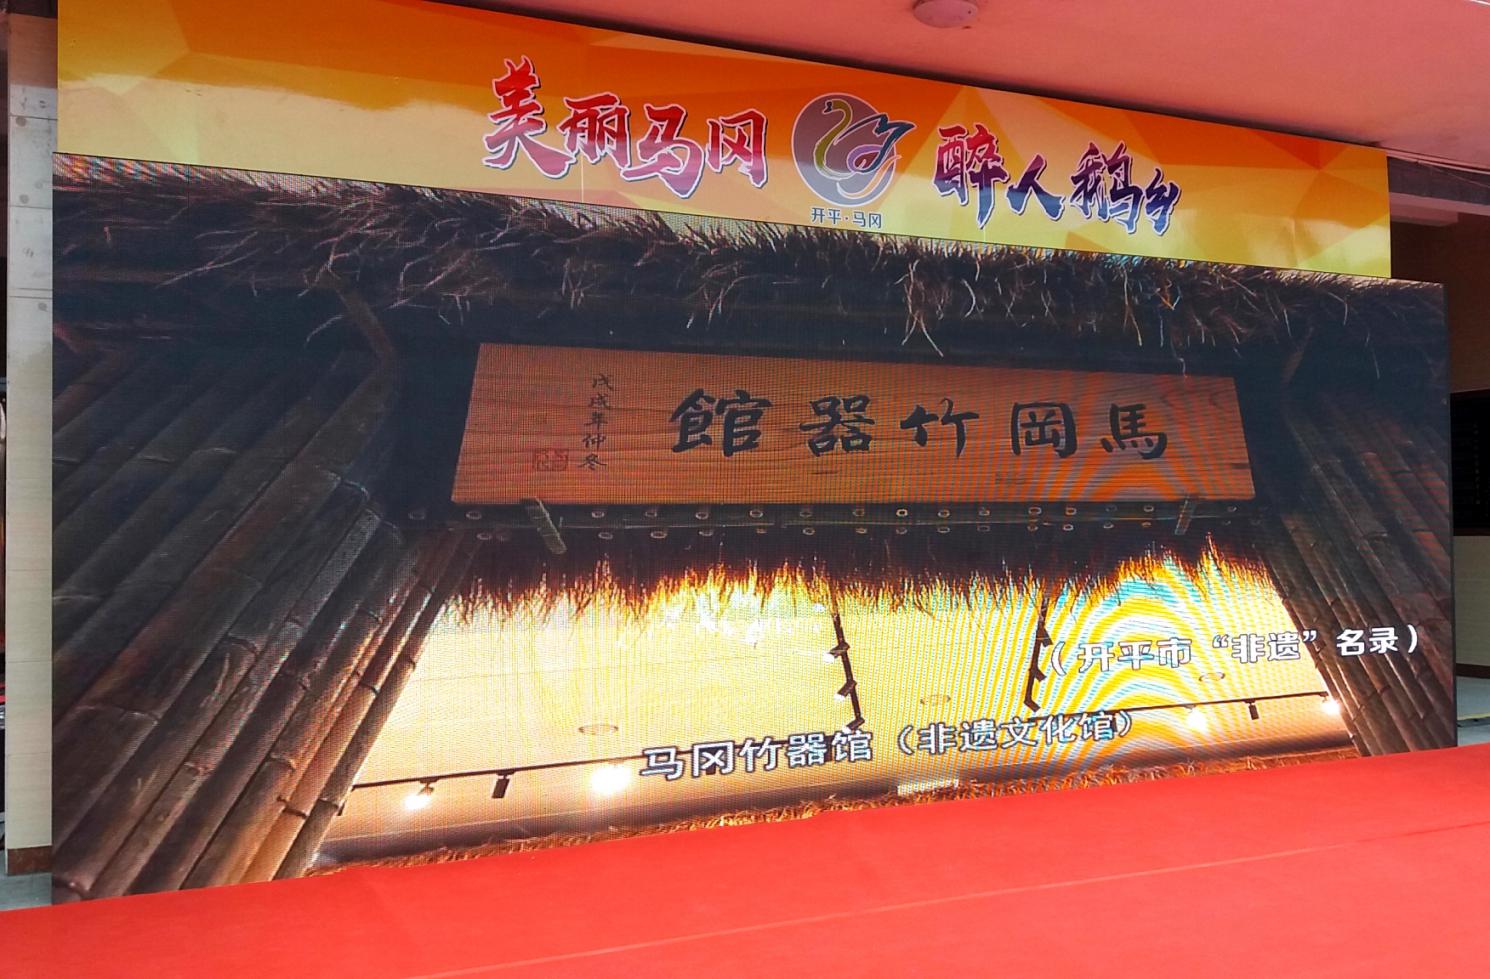 美丽马冈 醉人鹅乡
开平·马冈
馬岡竹器館
戊戌年仲冬
（开平市“非遗”名录）
马冈竹器馆（非遗文化馆）